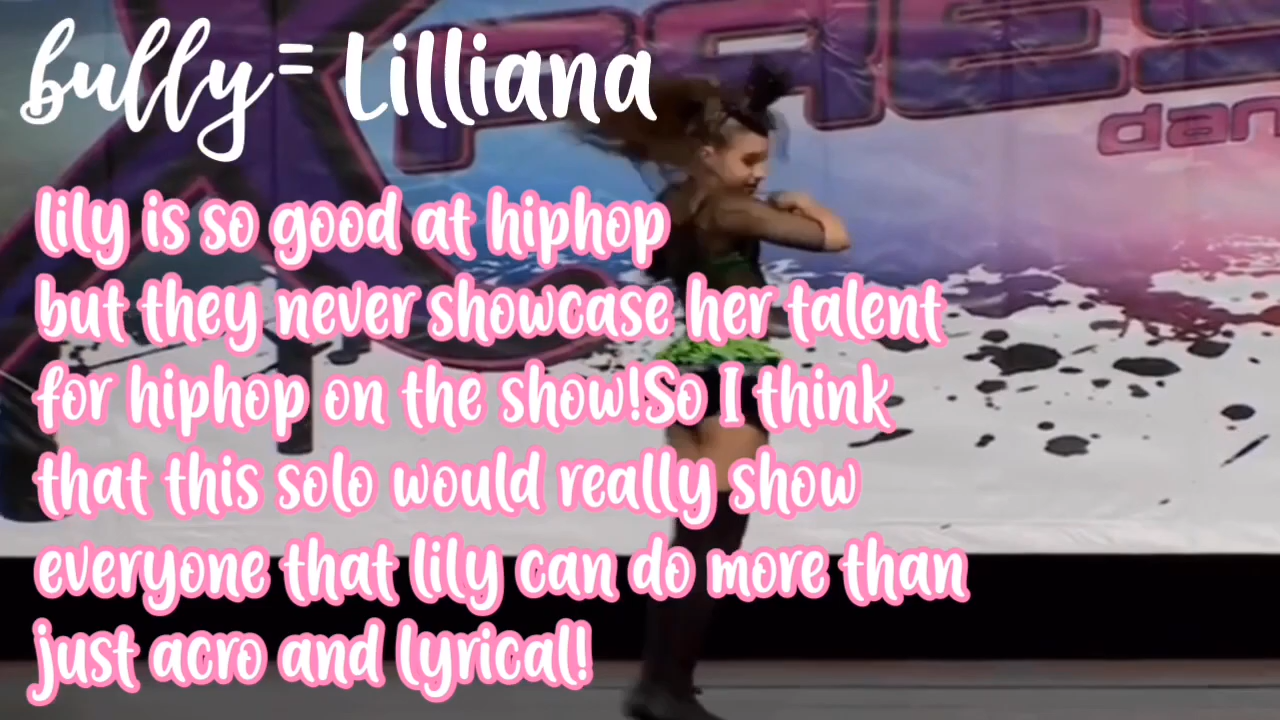 bully = Lilliana
XPRES
dan
lily is so good at hiphop
but they never showcase her talent
for hiphop on the show!So I think
that this solo would really show
everyone that lily can do more than
just acro and lyrical!